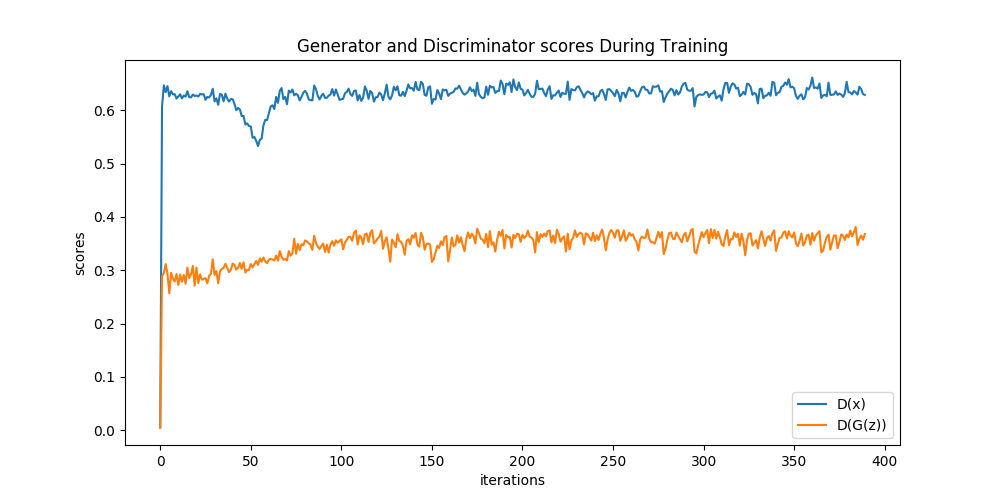 Generator and Discriminator scores During Training
scores
0.6
0.5
0.4
0.3
0.2
0.1
0.0
0 50 100 150 200 250 300 350 400
iterations
D(x)
D(G(z))